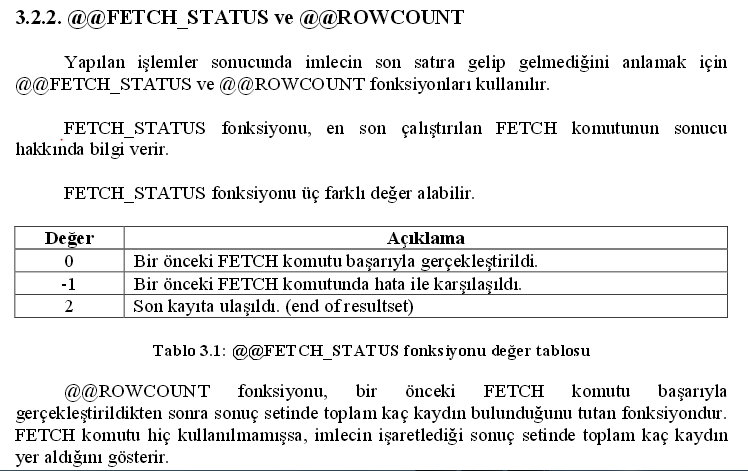 3.2.2. @@FETCH_STATUS ve @@ROWCOUNT
Yapılan işlemler sonucunda imlecin son satıra gelip gelmediğini anlamak için
@@FETCH_STATUS ve @@ROWCOUNT fonksiyonları kullanılır.
FETCH_STATUS fonksiyonu, en son çalıştırılan FETCH komutunun sonucu
hakkında bilgi verir.
FETCH_STATUS fonksiyonu üç farklı değer alabilir.
Değer Açıklama
0 Bir önceki FETCH komutu başarıyla gerçekleştirildi.
-1 Bir önceki FETCH komutunda hata ile karşılaşıldı.
2 Son kayıta ulaşıldı. (end of resultset)
Tablo 3.1: @@FETCH_STATUS fonksiyonu değer tablosu
@@ROWCOUNT fonksiyonu, bir önceki FETCH komutu başarıyla
gerçekleştirildikten sonra sonuç setinde toplam kaç kaydın bulunduğunu tutan fonksiyondur.
FETCH komutu hiç kullanılmamışsa, imlecin işaretlediği sonuç setinde toplam kaç kaydın
yer aldığını gösterir.